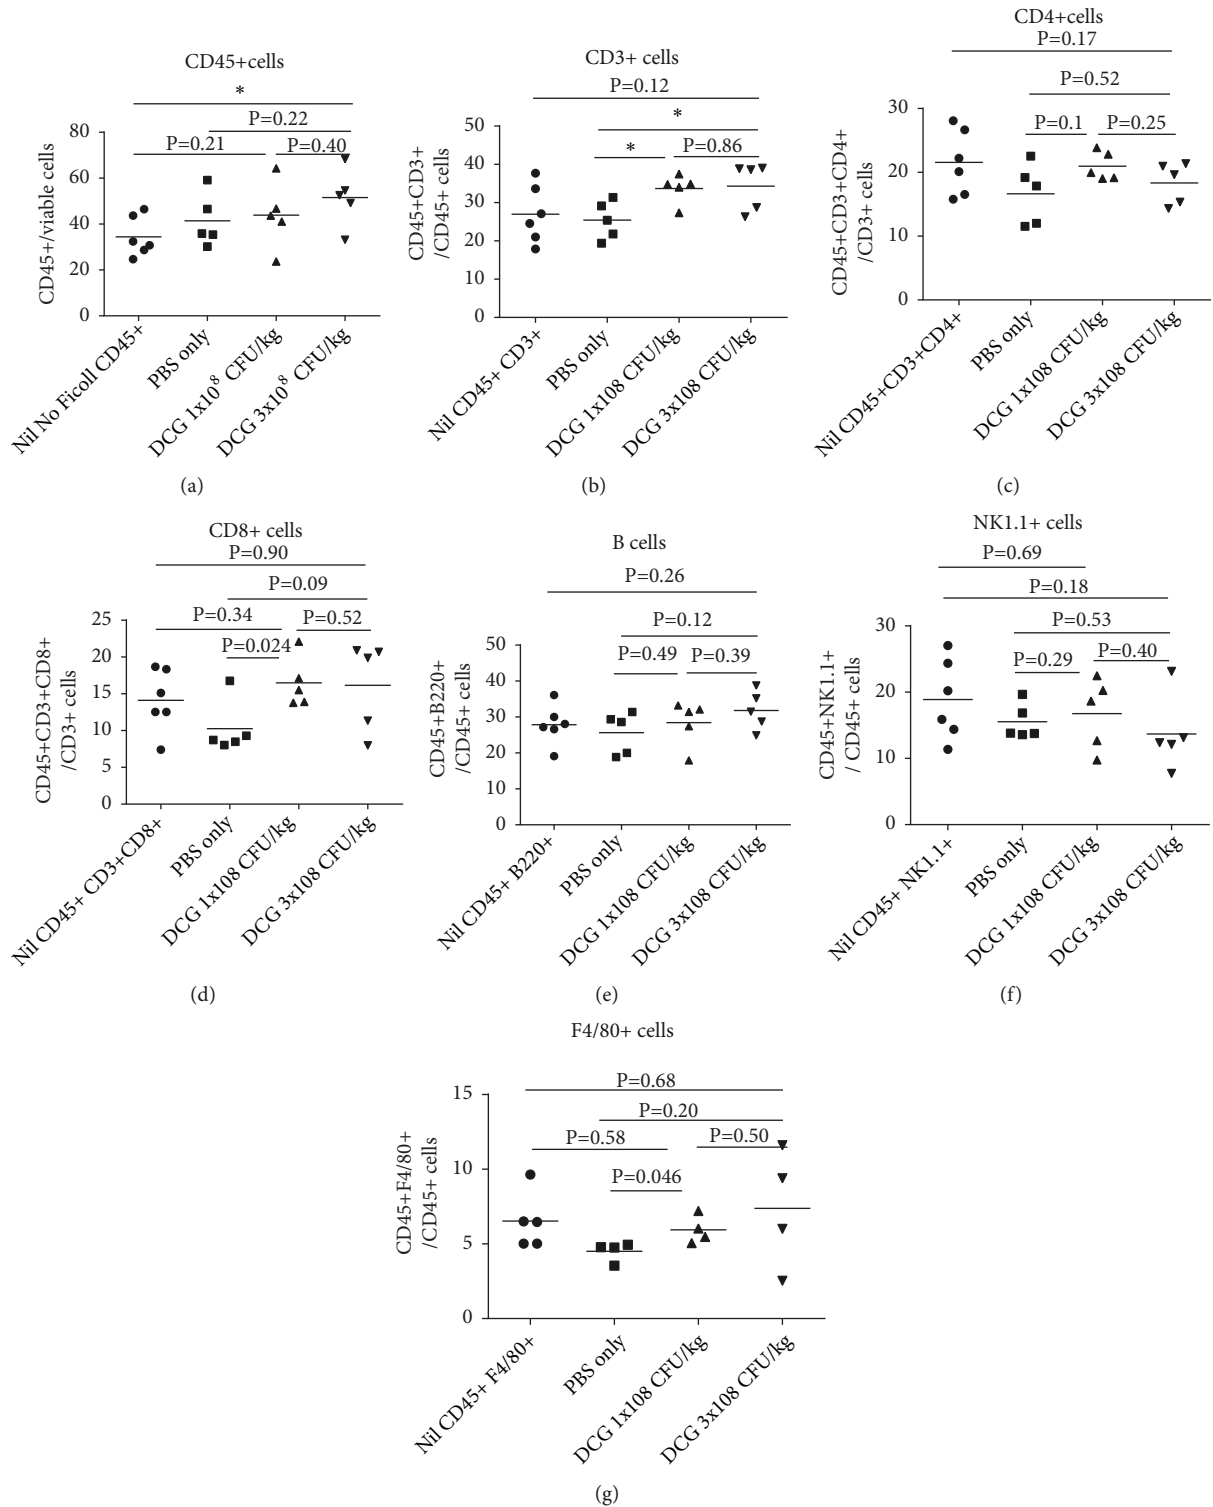 CD45+cells
*
P=0.22
P=0.21
P=0.40
CD45+/viable cells
80
60
40
20
0
Nil No Ficoll CD45+
PBS only
DCG 1x10⁸ CFU/kg
DCG 3x10⁸ CFU/kg
(a)
CD3+ cells
P=0.12
*
*
P=0.86
CD45+CD3+
/CD45+ cells
50
40
30
20
10
0
Nil CD45+ CD3+
PBS only
DCG 1x108 CFU/kg
DCG 3x108 CFU/kg
(b)
CD4+cells
P=0.17
P=0.52
P=0.1
P=0.25
CD45+CD3+CD4+
/CD3+ cells
30
20
10
0
Nil CD45+CD3+CD4+
PBS only
DCG 1x108 CFU/kg
DCG 3x108 CFU/kg
(c)
CD8+ cells
P=0.90
P=0.09
P=0.34
P=0.52
P=0.024
CD45+CD3+CD8+
/CD3+ cells
25
20
15
10
5
0
Nil CD45+ CD3+CD8+
PBS only
DCG 1x108 CFU/kg
DCG 3x108 CFU/kg
(d)
B cells
P=0.26
P=0.12
P=0.49
P=0.39
CD45+B220+
/CD45+ cells
50
40
30
20
10
0
Nil CD45+ B220+
PBS only
DCG 1x108 CFU/kg
DCG 3x108 CFU/kg
(e)
NK1.1+ cells
P=0.69
P=0.18
P=0.53
P=0.29
P=0.40
CD45+NK1.1+
/ CD45+ cells
30
20
10
0
Nil CD45+ NK1.1+
PBS only
DCG 1x108 CFU/kg
DCG 3x108 CFU/kg
(f)
F4/80+ cells
P=0.68
P=0.20
P=0.58
P=0.50
P=0.046
CD45+F4/80+
/CD45+ cells
15
10
5
0
Nil CD45+ F4/80+
PBS only
DCG 1x108 CFU/kg
DCG 3x108 CFU/kg
(g)